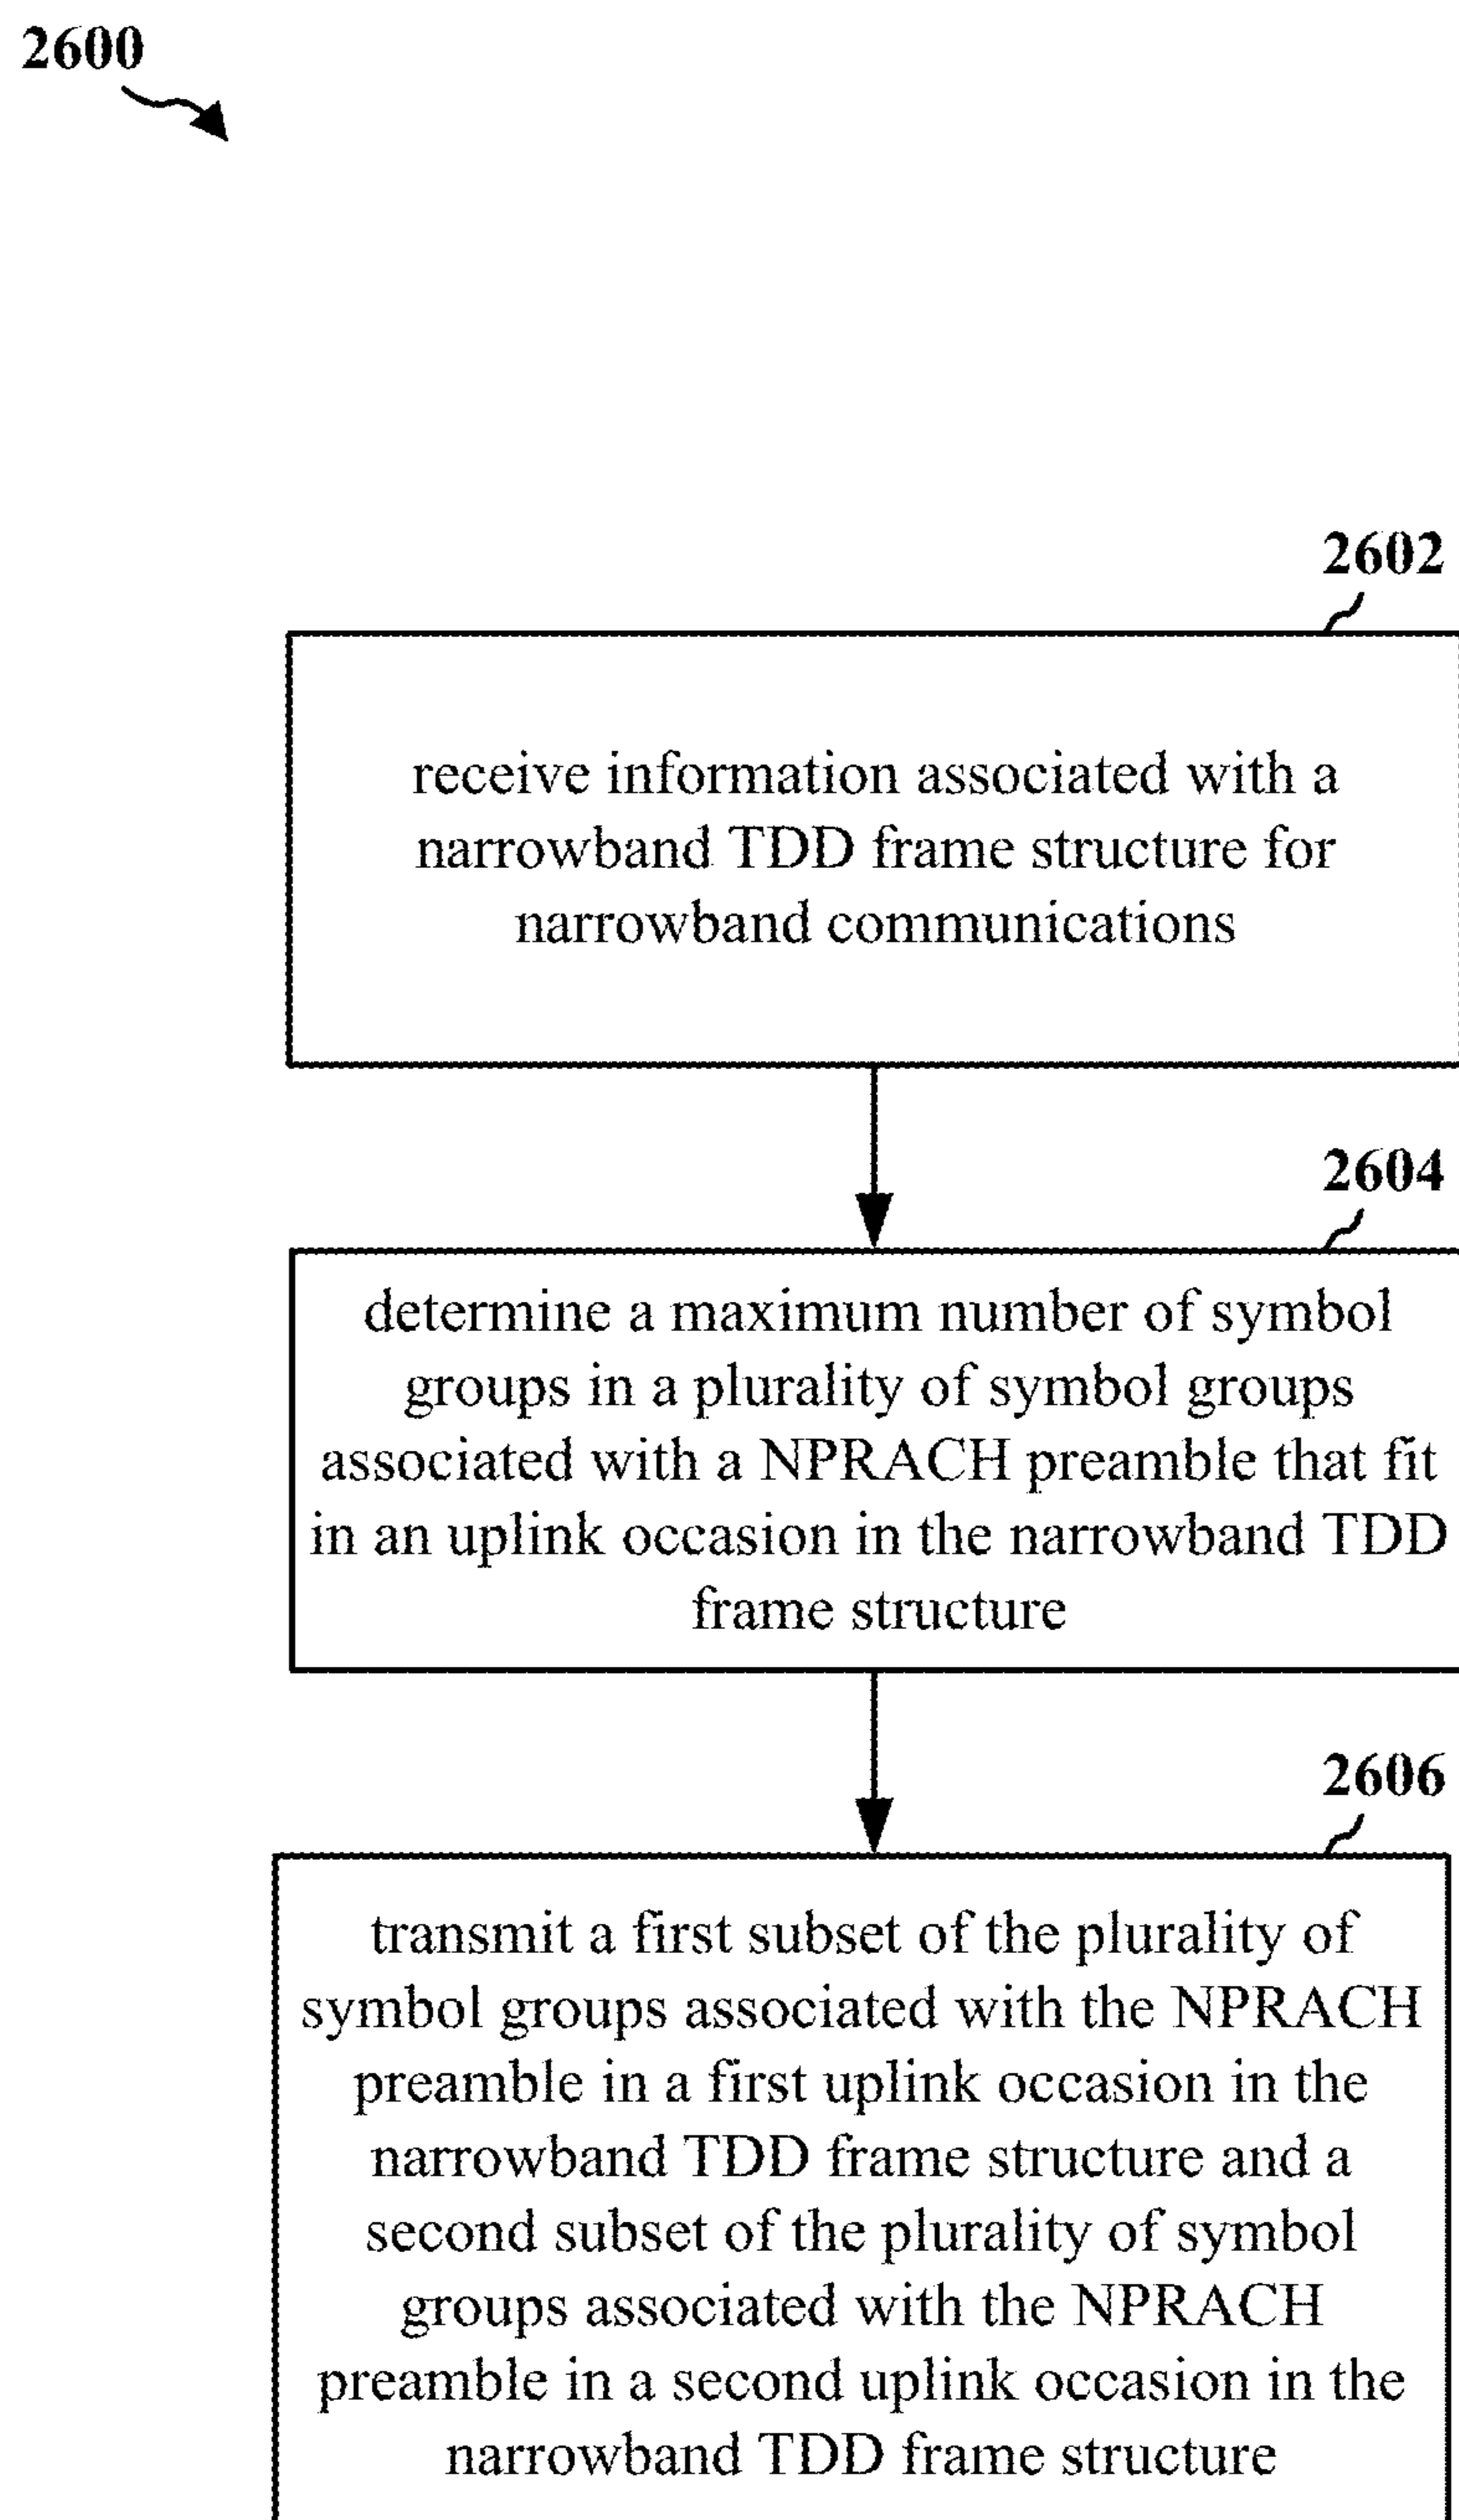 2600
2602
receive information associated with a
narrowband TDD frame structure for
narrowband communications
2604
determine a maximum number of symbol
groups in a plurality of symbol groups
associated with a NPRACH preamble that fit
in an uplink occasion in the narrowband TDD
frame structure
2606
transmit a first subset of the plurality of
symbol groups associated with the NPRACH
preamble in a first uplink occasion in the
narrowband TDD frame structure and a
second subset of the plurality of symbol
groups associated with the NPRACH
preamble in a second uplink occasion in the
narrowband TDD frame structure